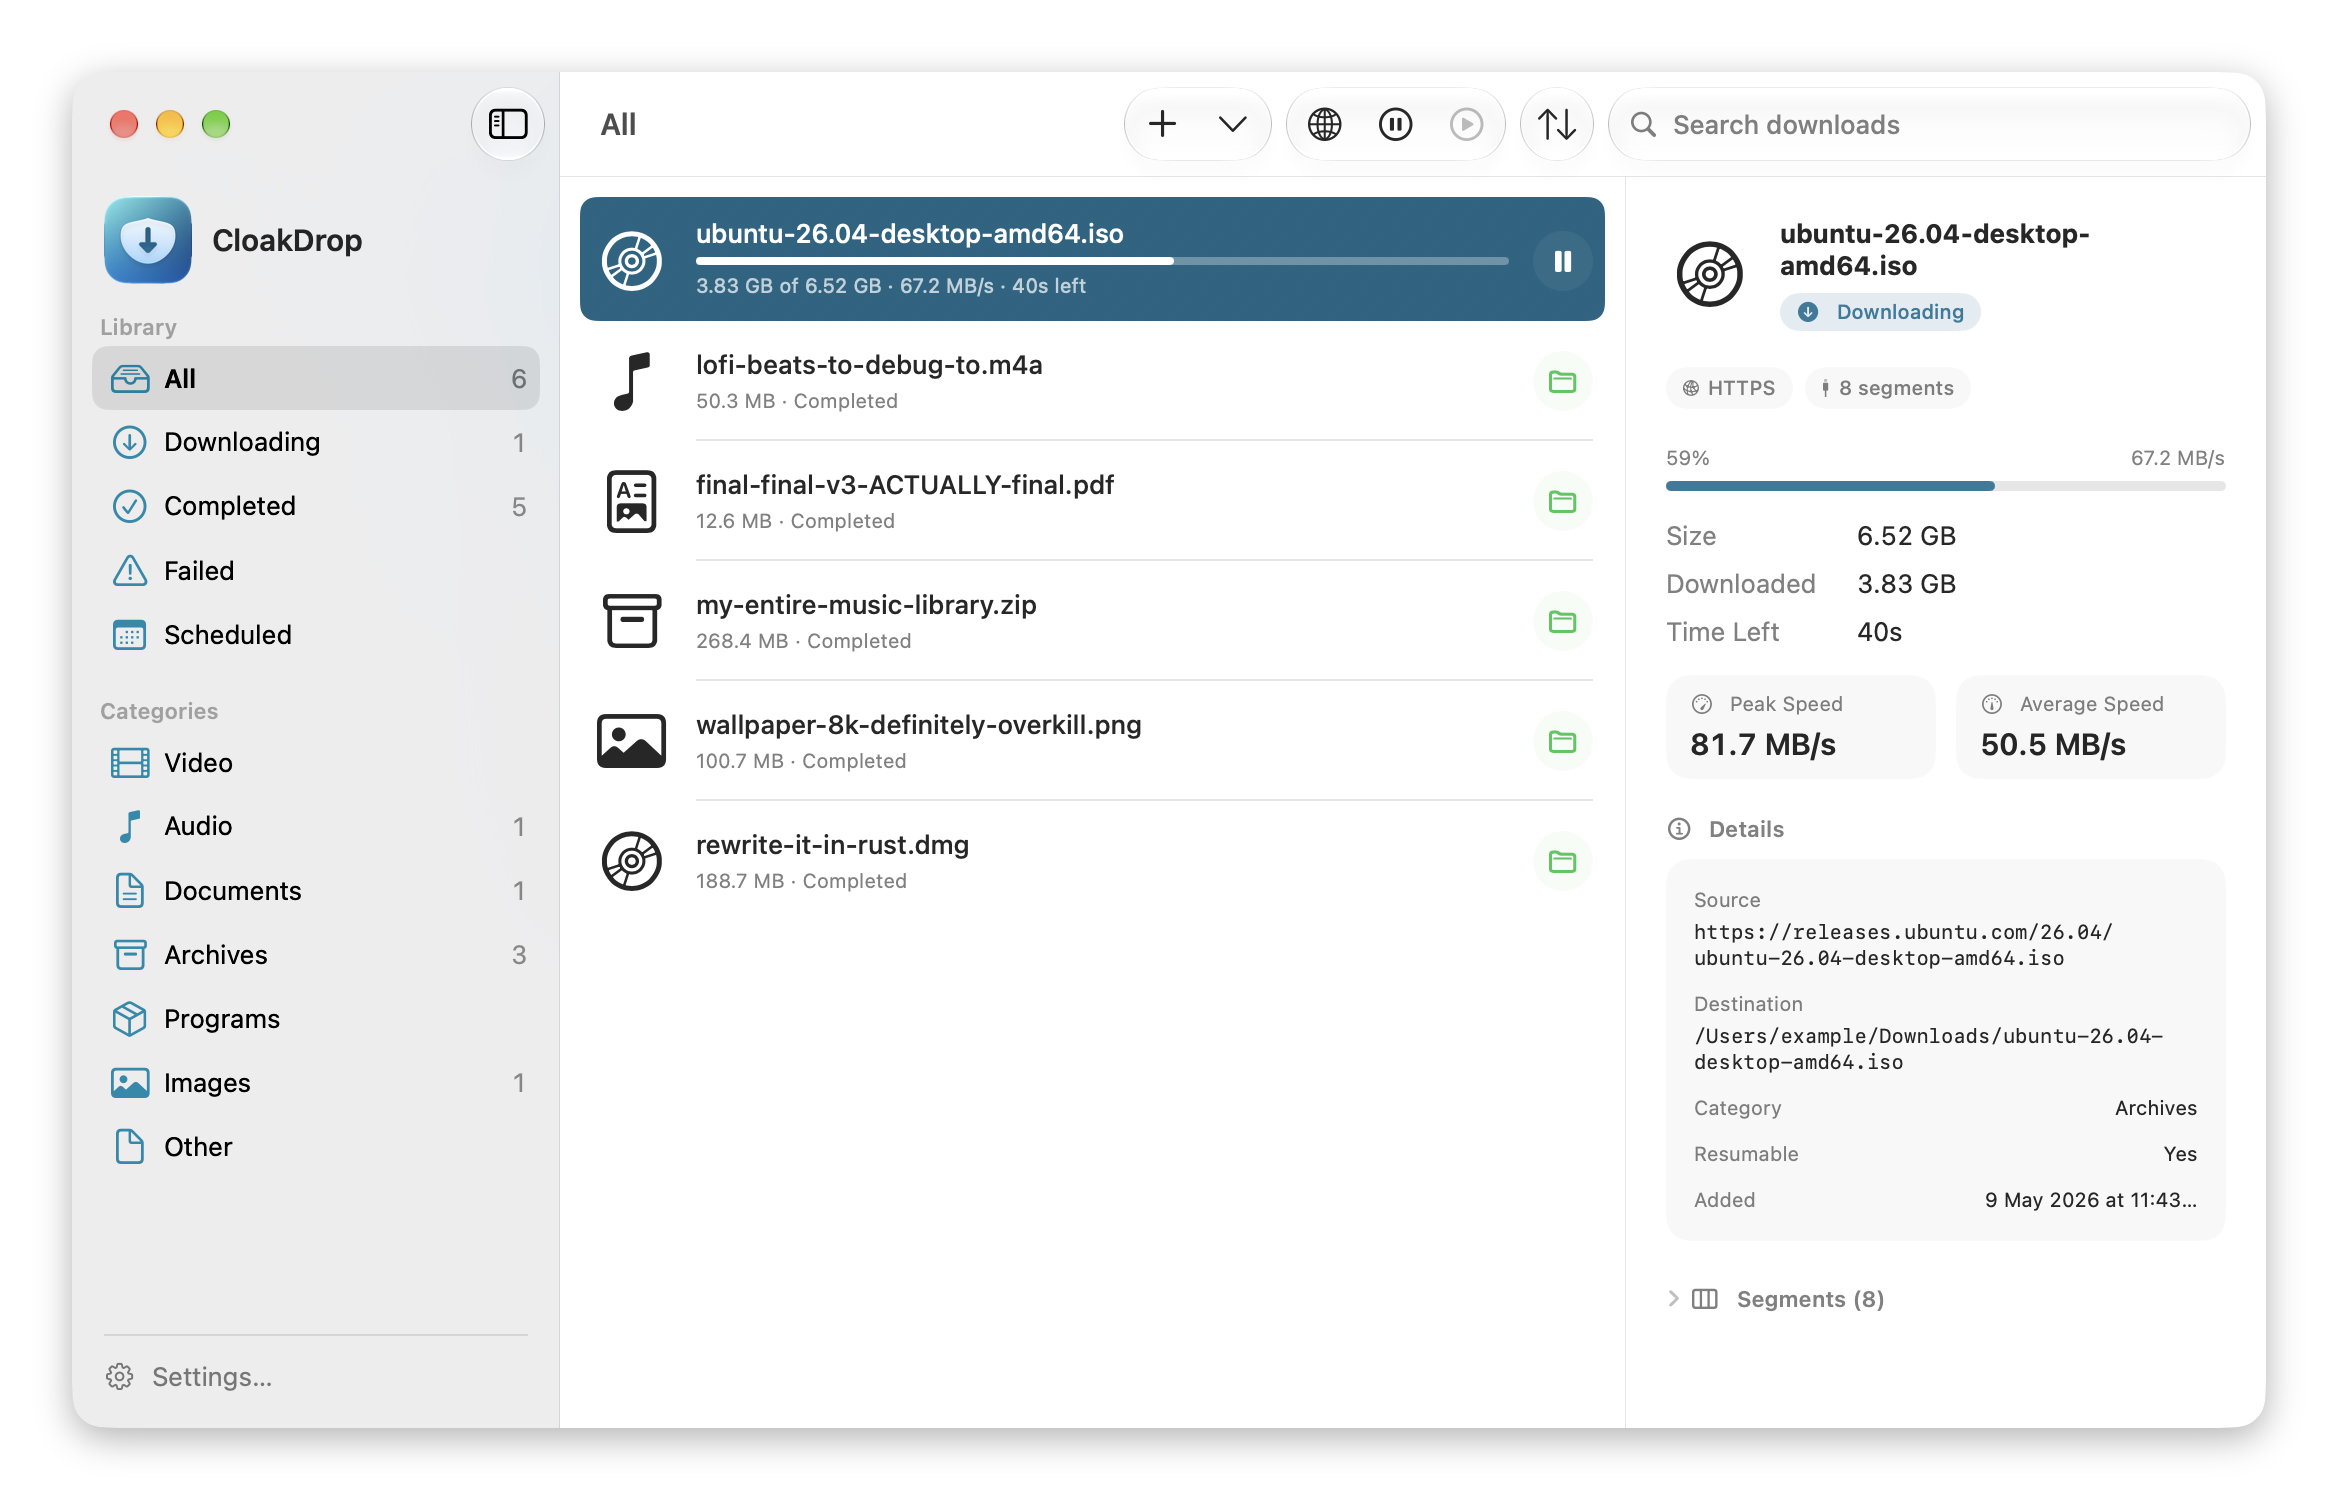 CloakDrop
Library
All 6
Downloading 1
Completed 5
Failed
Scheduled
Categories
Video
Audio 1
Documents 1
Archives 3
Programs
Images 1
Other
Settings...
All
Search downloads
ubuntu-26.04-desktop-amd64.iso
3.83 GB of 6.52 GB · 67.2 MB/s · 40s left
lofi-beats-to-debug-to.m4a
50.3 MB · Completed
final-final-v3-ACTUALLY-final.pdf
12.6 MB · Completed
my-entire-music-library.zip
268.4 MB · Completed
wallpaper-8k-definitely-overkill.png
100.7 MB · Completed
rewrite-it-in-rust.dmg
188.7 MB · Completed
ubuntu-26.04-desktop-
amd64.iso
Downloading
HTTPS 8 segments
59% 67.2 MB/s
Size 6.52 GB
Downloaded 3.83 GB
Time Left 40s
Peak Speed Average Speed
81.7 MB/s 50.5 MB/s
Details
Source
https://releases.ubuntu.com/26.04/
ubuntu-26.04-desktop-amd64.iso
Destination
/Users/example/Downloads/ubuntu-26.04-
desktop-amd64.iso
Category Archives
Resumable Yes
Added 9 May 2026 at 11:43...
Segments (8)